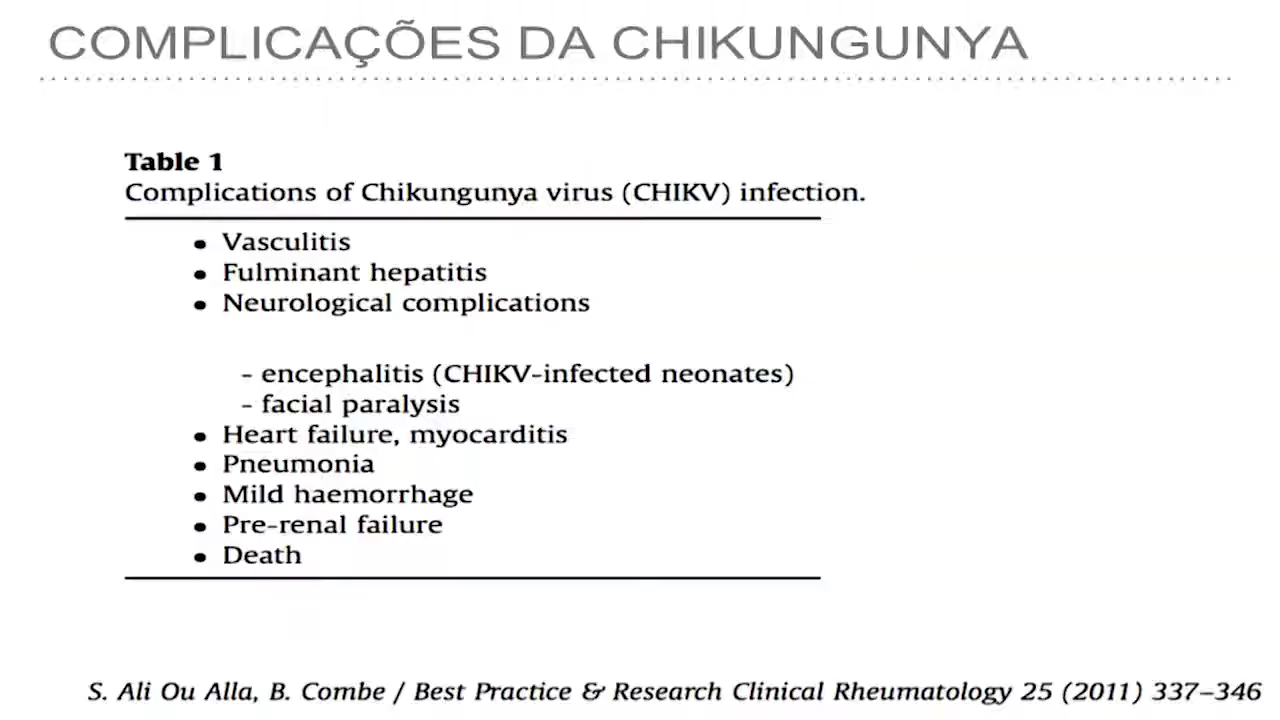 COMPLICAÇÕES DA CHIKUNGUNYA
Table 1
Complications of Chikungunya virus (CHIKV) infection.
• Vasculitis
• Fulminant hepatitis
• Neurological complications
- encephalitis (CHIKV-infected neonates)
- facial paralysis
• Heart failure, myocarditis
• Pneumonia
• Mild haemorrhage
• Pre-renal failure
• Death
S. Ali Ou Alla, B. Combe / Best Practice & Research Clinical Rheumatology 25 (2011) 337–346